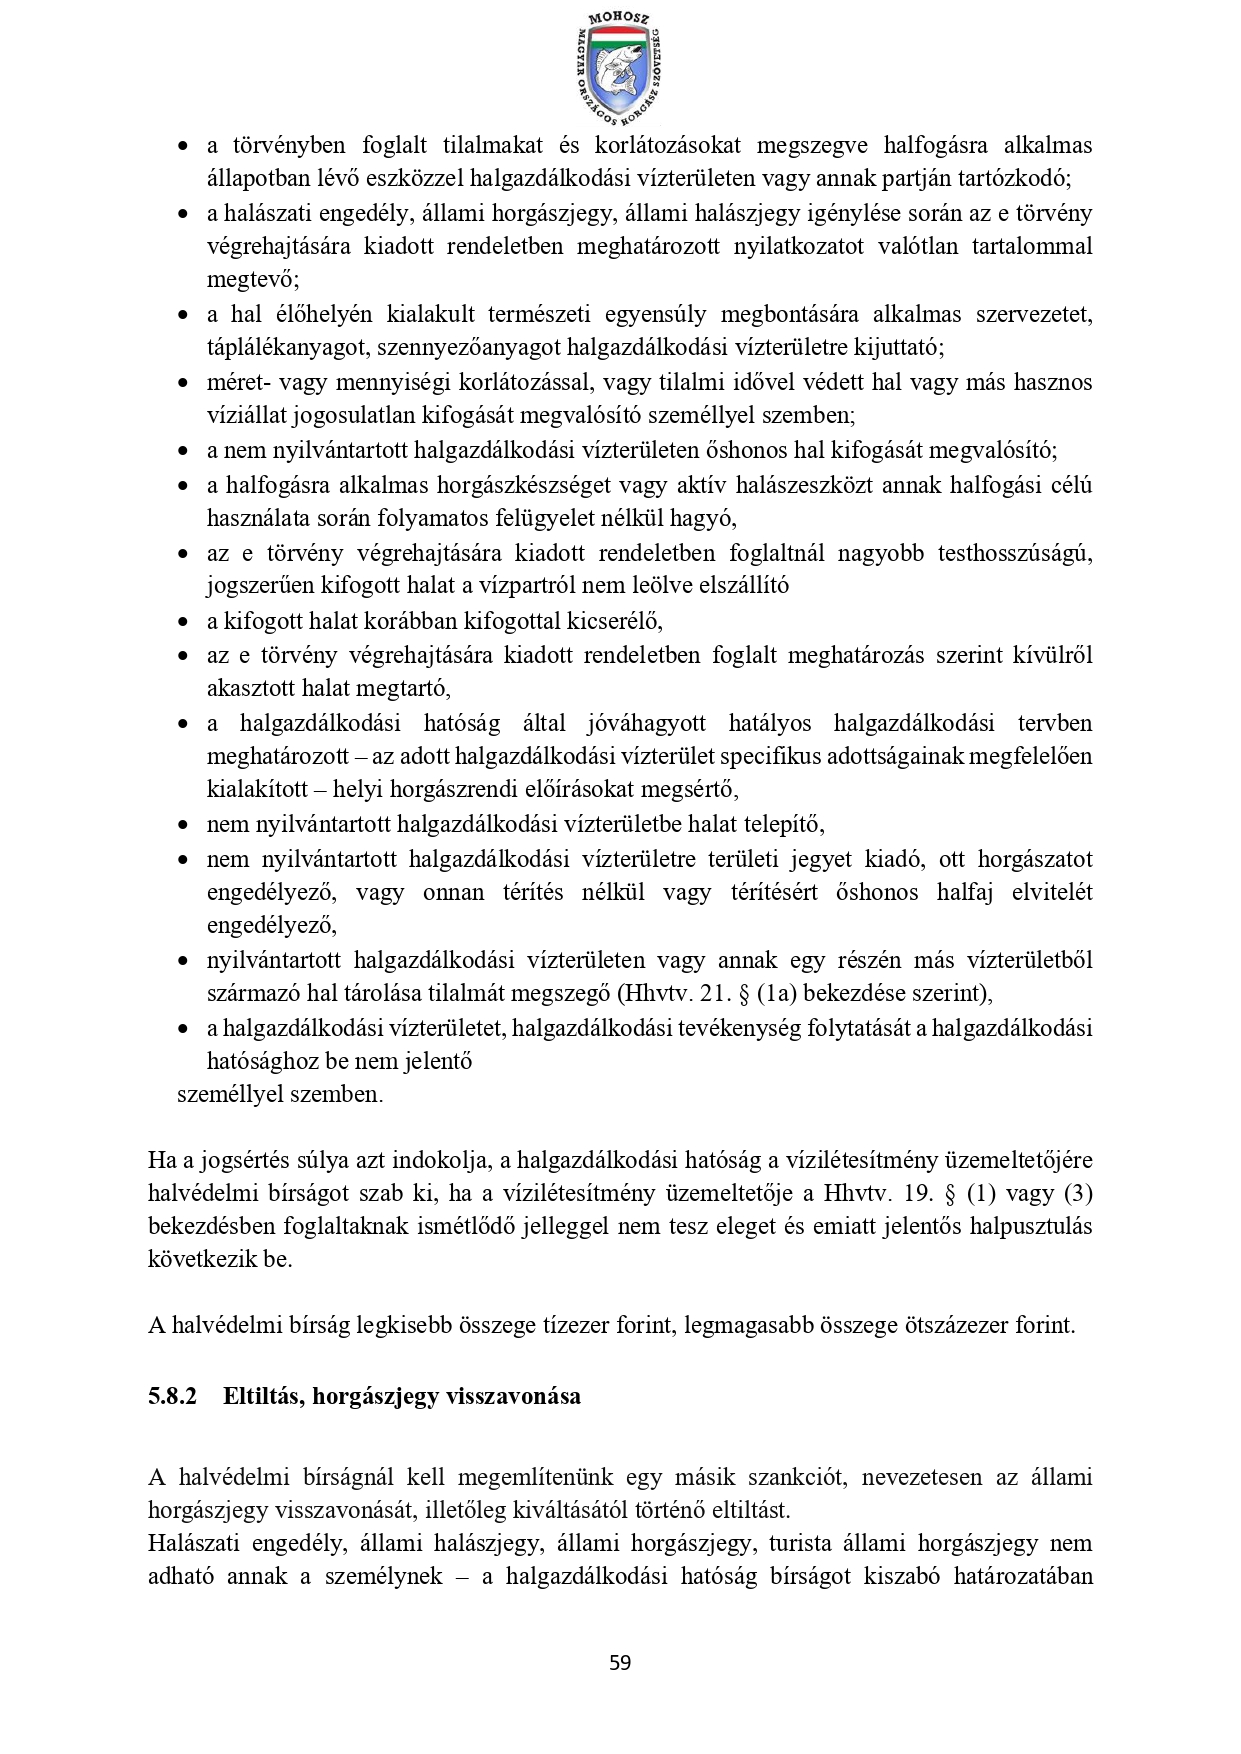 MOHOSZ
MAGYAR ORSZÁGOS HORGÁSZ SZÖVETSÉG
• a törvényben foglalt tilalmakat és korlátozásokat megszegve halfogásra alkalmas
állapotban lévő eszközzel halgazdálkodási vízterületen vagy annak partján tartózkodó;
• a halászati engedély, állami horgászjegy, állami halászjegy igénylése során az e törvény
végrehajtására kiadott rendeletben meghatározott nyilatkozatot valótlan tartalommal
megtevő;
• a hal élőhelyén kialakult természeti egyensúly megbontására alkalmas szervezetet,
táplálékanyagot, szennyezőanyagot halgazdálkodási vízterületre kijuttató;
• méret- vagy mennyiségi korlátozással, vagy tilalmi idővel védett hal vagy más hasznos
víziállat jogosulatlan kifogását megvalósító személlyel szemben;
• a nem nyilvántartott halgazdálkodási vízterületen őshonos hal kifogását megvalósító;
• a halfogásra alkalmas horgászkészséget vagy aktív halászeszközt annak halfogási célú
használata során folyamatos felügyelet nélkül hagyó,
• az e törvény végrehajtására kiadott rendeletben foglaltnál nagyobb testhosszúságú,
jogszerűen kifogott halat a vízpartról nem leölve elszállító
• a kifogott halat korábban kifogottal kicserélő,
• az e törvény végrehajtására kiadott rendeletben foglalt meghatározás szerint kívülről
akasztott halat megtartó,
• a halgazdálkodási hatóság által jóváhagyott hatályos halgazdálkodási tervben
meghatározott – az adott halgazdálkodási vízterület specifikus adottságainak megfelelően
kialakított – helyi horgászrendi előírásokat megsértő,
• nem nyilvántartott halgazdálkodási vízterületbe halat telepítő,
• nem nyilvántartott halgazdálkodási vízterületre területi jegyet kiadó, ott horgászatot
engedélyező, vagy onnan térítés nélkül vagy térítésért őshonos halfaj elvitelét
engedélyező,
• nyilvántartott halgazdálkodási vízterületen vagy annak egy részén más vízterületből
származó hal tárolása tilalmát megszegő (Hhvtv. 21. § (1a) bekezdése szerint),
• a halgazdálkodási vízterületet, halgazdálkodási tevékenység folytatását a halgazdálkodási
hatósághoz be nem jelentő
személlyel szemben.
Ha a jogsértés súlya azt indokolja, a halgazdálkodási hatóság a vízilétesítmény üzemeltetőjére
halvédelmi bírságot szab ki, ha a vízilétesítmény üzemeltetője a Hhvtv. 19. § (1) vagy (3)
bekezdésben foglaltaknak ismétlődő jelleggel nem tesz eleget és emiatt jelentős halpusztulás
következik be.
A halvédelmi bírság legkisebb összege tízezer forint, legmagasabb összege ötszázezer forint.
5.8.2 Eltiltás, horgászjegy visszavonása
A halvédelmi bírságnál kell megemlítenünk egy másik szankciót, nevezetesen az állami
horgászjegy visszavonását, illetőleg kiváltásától történő eltiltást.
Halászati engedély, állami halászjegy, állami horgászjegy, turista állami horgászjegy nem
adható annak a személynek – a halgazdálkodási hatóság bírságot kiszabó határozatában
59